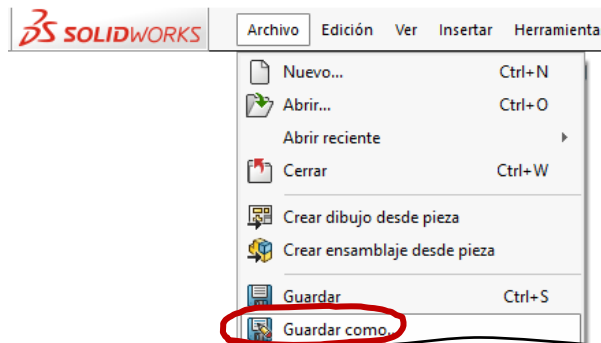 SOLIDWORKS Archivo Edición Ver Insertar Herramienta
Nuevo... Ctrl+N
Abrir... Ctrl+O
Abrir reciente
Cerrar Ctrl+W
Crear dibujo desde pieza
Crear ensamblaje desde pieza
Guardar Ctrl+S
Guardar como...